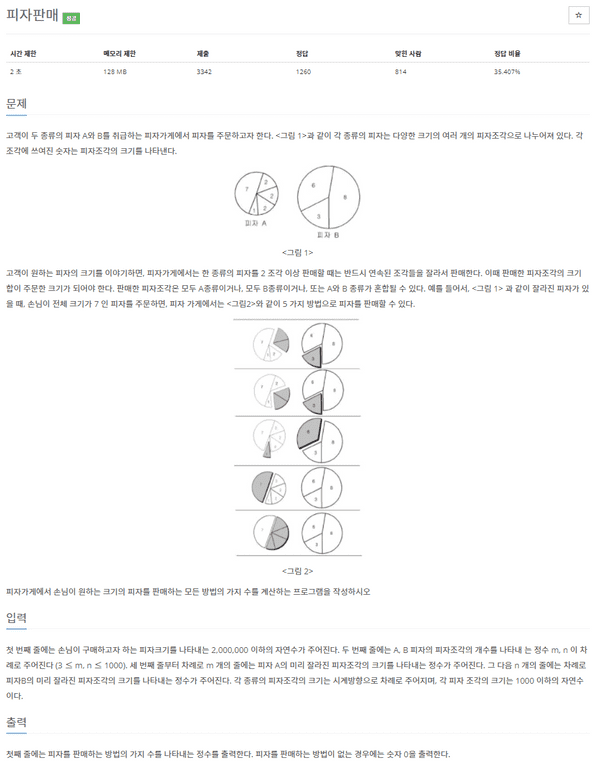 피자판매
시간 제한 메모리 제한 제출 정답 맞힌 사람 정답 비율
2 초 128 MB 3342 1260 814 35.407%
문제
고객이 두 종류의 피자 A와 B를 취급하는 피자가게에서 피자를 주문하고자 한다. <그림 1>과 같이 각 종류의 피자는 다양한 크기의 여러 개의 피자조각으로 나누어져 있다. 각
조각에 쓰여진 숫자는 피자조각의 크기를 나타낸다.
7 2 2 2 1
6 8 3
피자 A 피자 B
<그림 1>
고객이 원하는 피자의 크기를 이야기하면, 피자가게에서는 한 종류의 피자를 2 조각 이상 판매할 때는 반드시 연속된 조각들을 잘라서 판매한다. 이때 판매한 피자조각의 크기
합이 주문한 크기가 되어야 한다. 판매한 피자조각은 모두 A종류이거나, 모두 B종류이거나, 또는 A와 B 종류가 혼합될 수 있다. 예를 들어서, <그림 1> 과 같이 잘라진 피자가 있
을 때, 손님이 전체 크기가 7 인 피자를 주문하면, 피자 가게에서는 <그림2>와 같이 5 가지 방법으로 피자를 판매할 수 있다.
<그림 2>
피자가게에서 손님이 원하는 크기의 피자를 판매하는 모든 방법의 가지 수를 계산하는 프로그램을 작성하시오
입력
첫 번째 줄에는 손님이 구매하고자 하는 피자크기를 나타내는 2,000,000 이하의 자연수가 주어진다. 두 번째 줄에는 A, B 피자의 피자조각의 개수를 나타내 는 정수 m, n 이 차
례로 주어진다 (3 ≤ m, n ≤ 1000). 세 번째 줄부터 차례로 m 개의 줄에는 피자 A의 미리 잘라진 피자조각의 크기를 나타내는 정수가 주어진다. 그 다음 n 개의 줄에는 차례로
피자B의 미리 잘라진 피자조각의 크기를 나타내는 정수가 주어진다. 각 종류의 피자조각의 크기는 시계방향으로 차례로 주어지며, 각 피자 조각의 크기는 1000 이하의 자연수
이다.
출력
첫째 줄에는 피자를 판매하는 방법의 가지 수를 나타내는 정수를 출력한다. 피자를 판매하는 방법이 없는 경우에는 숫자 0을 출력한다.